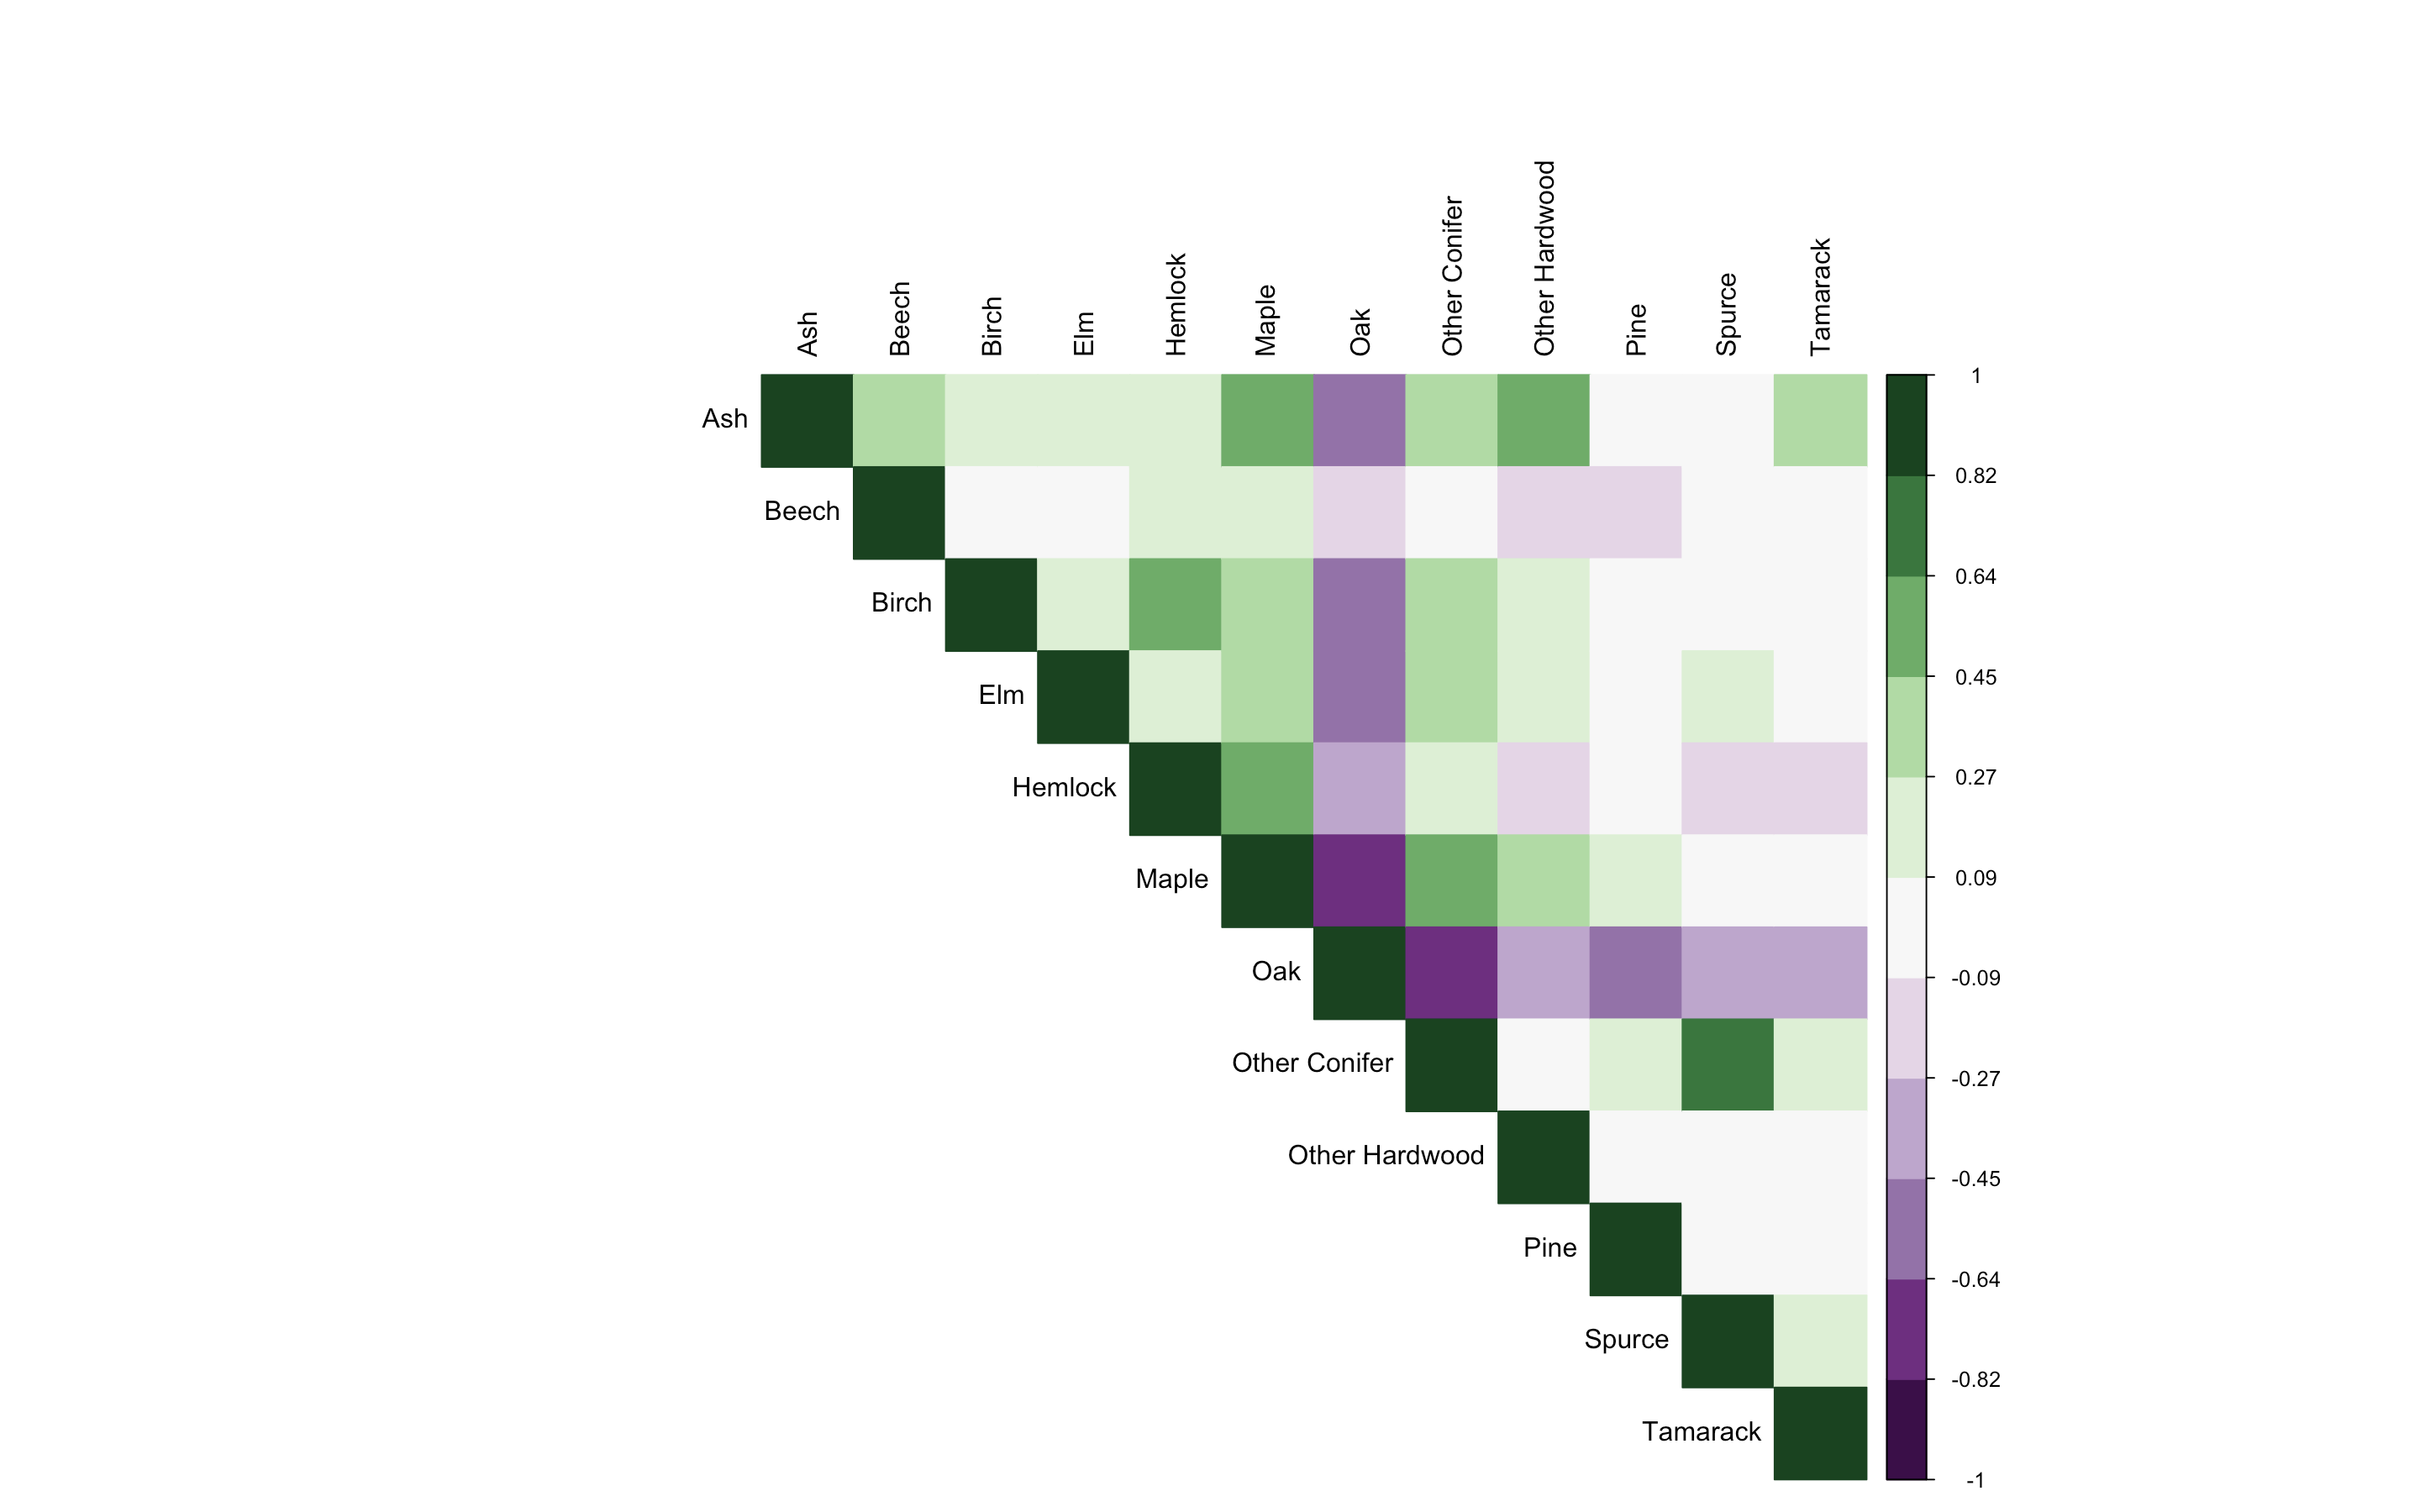 Ash
Beech
Birch
Elm
Hemlock
Maple
Oak
Other Conifer
Other Hardwood
Pine
Spurce
Tamarack
Ash
Beech
Birch
Elm
Hemlock
Maple
Oak
Other Conifer
Other Hardwood
Pine
Spurce
Tamarack
1
0.82
0.64
0.45
0.27
0.09
-0.09
-0.27
-0.45
-0.64
-0.82
-1